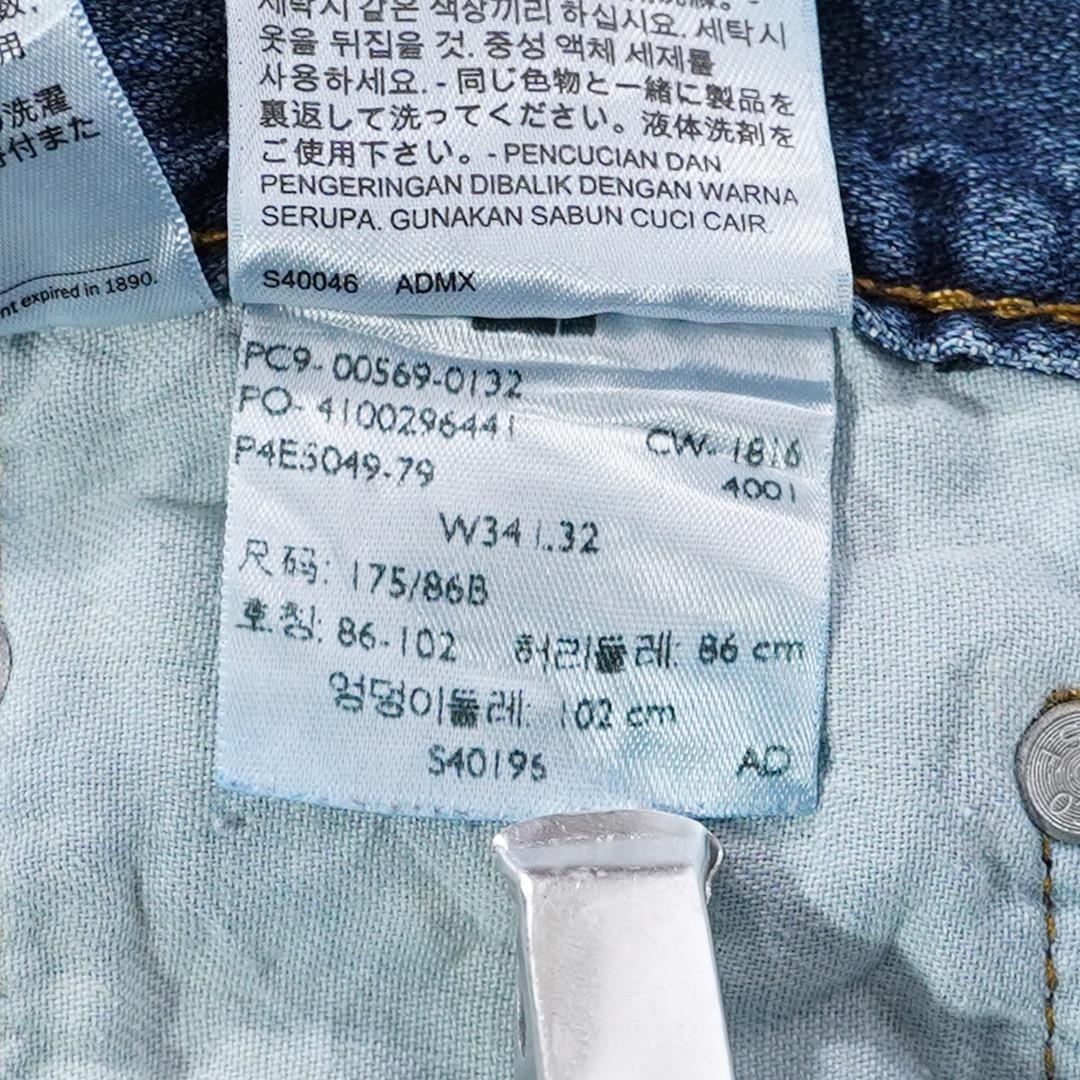 数,
用
洗濯
付また
nt expired in 1890.
세탁시 같은 색상끼리 하십시요. 세탁시
옷을 뒤집을 것. 중성 액체 세제를
사용하세요. - 同じ色物と一緒に製品を
裏返して洗ってください。液体洗剤を
ご使用下さい。- PENCUCIAN DAN
PENGERINGAN DIBALIK DENGAN WARNA
SERUPA. GUNAKAN SABUN CUCI CAIR.
S40046 ADMX
PC9- 00569-0132
PO- 4100296441
CW- 1816
P4E5049-79
4001
W34 L32
尺码: 175/86B
호칭: 86-102 허리둘레: 86 cm
엉덩이둘레: 102 cm
S40196 AD